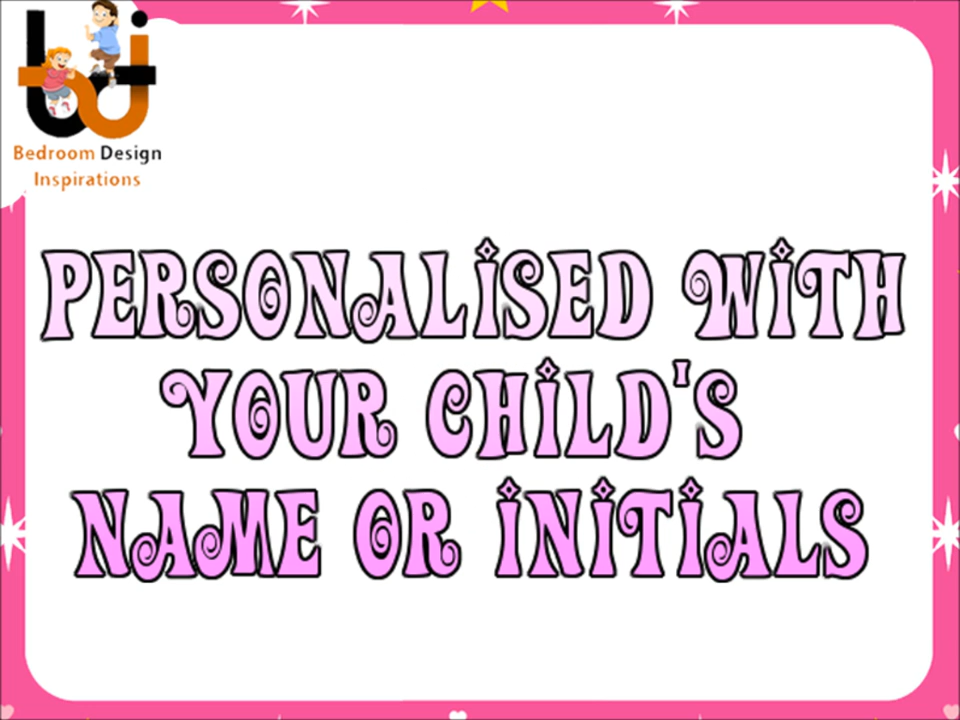 Bedroom Design
Inspirations
PERSONALISED WITH
YOUR CHILD'S
NAME OR INITIALS